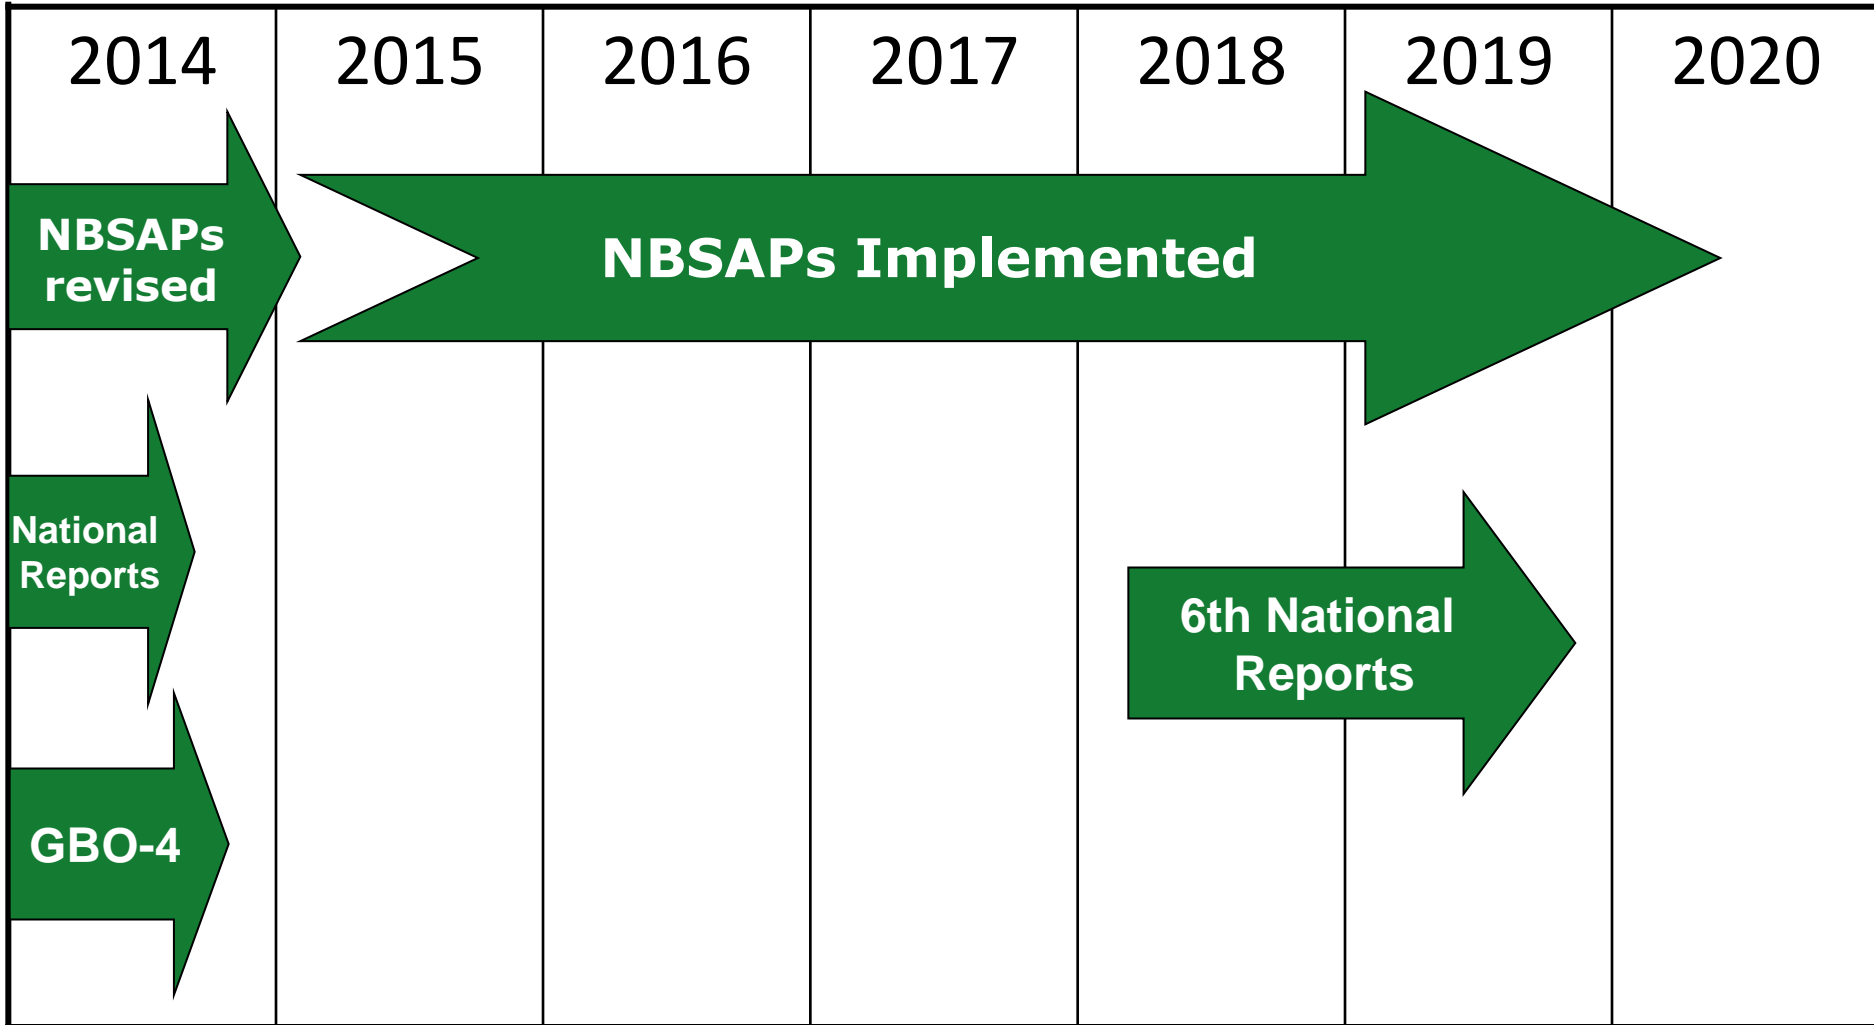 2014 2015 2016 2017 2018 2019 2020
NBSAPs
revised
NBSAPs Implemented
National
Reports
6th National
Reports
GBO-4